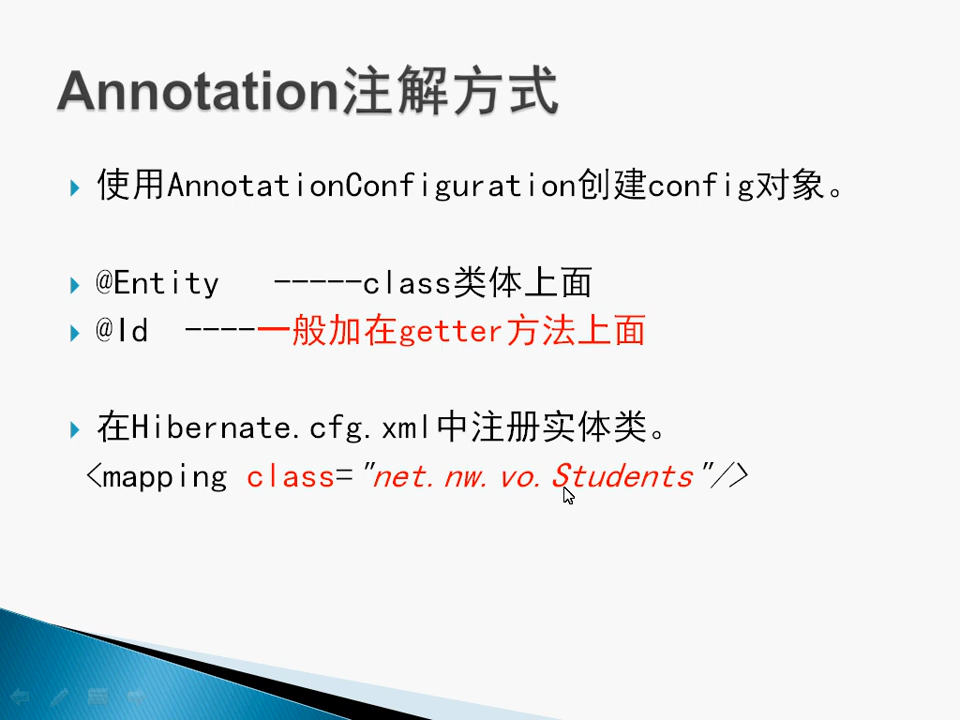 Annotation注解方式
使用AnnotationConfiguration创建config对象。
@Entity -----class类体上面
@Id ----一般加在getter方法上面
在Hibernate.cfg.xml中注册实体类。
<mapping class="net.nw.vo.Students"/>